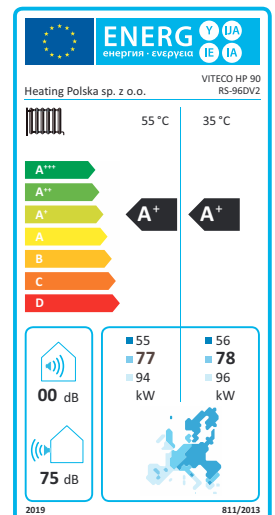 ENERG Y IJA
енергия · ενεργεια IE IA
VITECO HP 90
Heating Polska sp. z o.o. RS-96DV2
55 °C 35 °C
A+++
A++
A+
A
B
C
D
A+ A+
55 56
77 78
94 96
kW kW
00 dB
75 dB
2019 811/2013